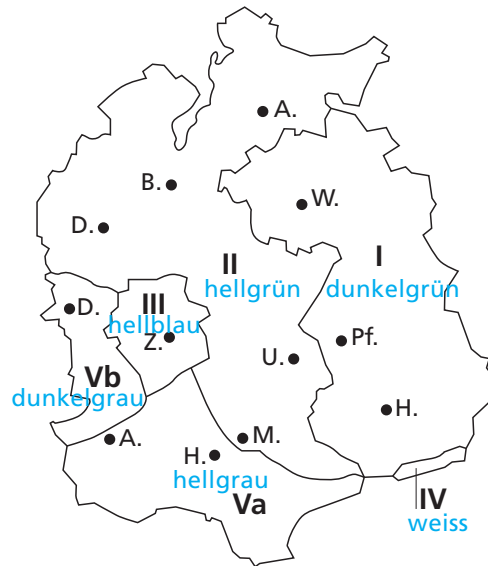 A.
B.
W.
D.
II
I
hellgrün
dunkelgrün
D.
III
hellblau
Z.
Pf.
U.
Vb
dunkelgrau
H.
A.
M.
H.
hellgrau
Va
IV
weiss